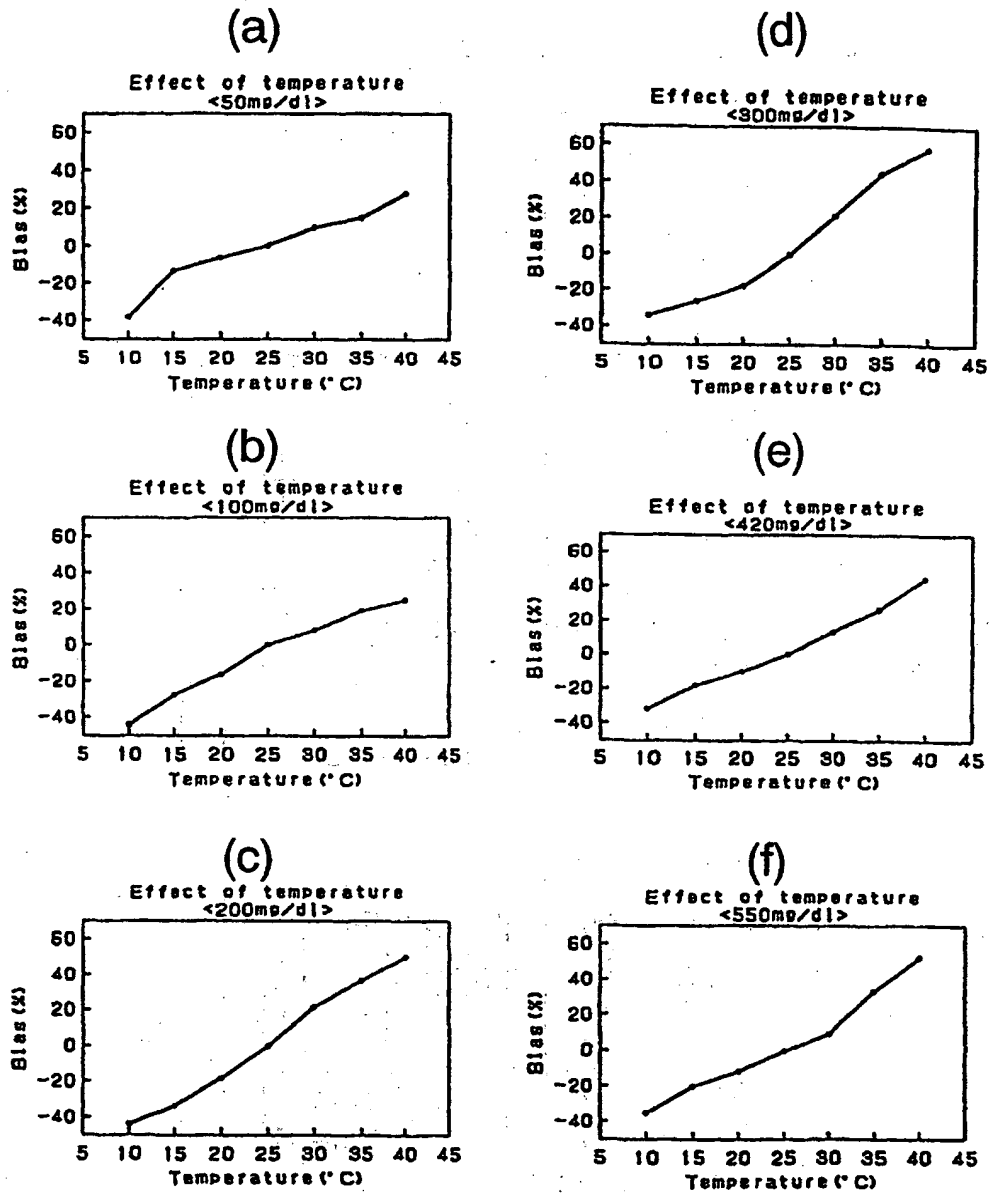 (a)
Effect of temperature
<50mg/dl>
60
40
20
0
-20
-40
Bias (%)
5 10 15 20 25 30 35 40 45
Temperature (°C)
(b)
Effect of temperature
<100mg/dl>
60
40
20
0
-20
-40
Bias (%)
5 10 15 20 25 30 35 40 45
Temperature (°C)
(c)
Effect of temperature
<200mg/dl>
60
40
20
0
-20
-40
Bias (%)
5 10 15 20 25 30 35 40 45
Temperature (°C)
(d)
Effect of temperature
<300mg/dl>
60
40
20
0
-20
-40
Bias (%)
5 10 15 20 25 30 35 40 45
Temperature (°C)
(e)
Effect of temperature
<420mg/dl>
60
40
20
0
-20
-40
Bias (%)
5 10 15 20 25 30 35 40 45
Temperature (°C)
(f)
Effect of temperature
<550mg/dl>
60
40
20
0
-20
-40
Bias (%)
5 10 15 20 25 30 35 40 45
Temperature (°C)